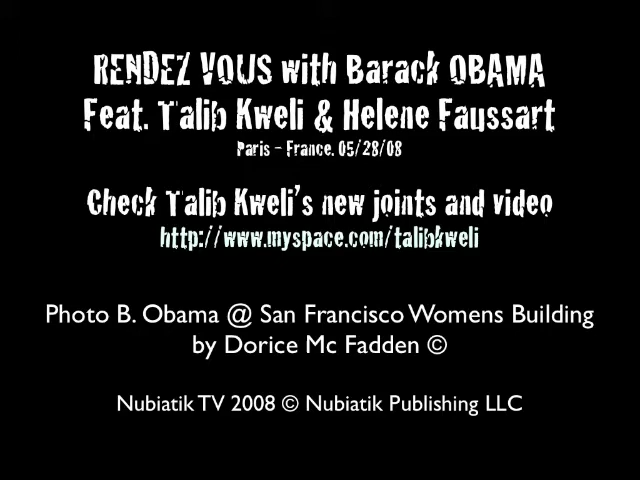 RENDEZ VOUS with Barack OBAMA
Feat. Talib Kweli & Helene Faussart
Paris - France. 05/28/08
Check Talib Kweli's new joints and video
http://www.myspace.com/talibkweli
Photo B. Obama @ San Francisco Womens Building
by Dorice Mc Fadden ©
Nubiatik TV 2008 © Nubiatik Publishing LLC